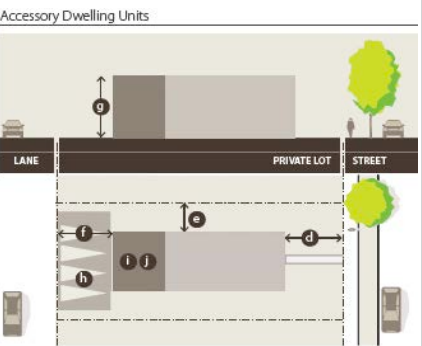 Accessory Dwelling Units
g
LANE PRIVATE LOT STREET
e
f
d
i j
h